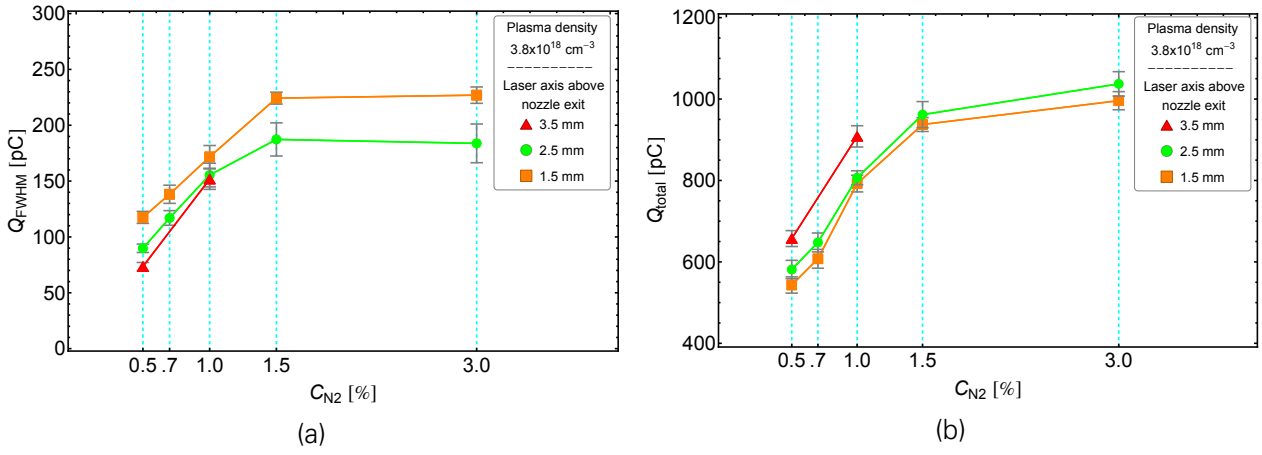 300
250
200
150
100
50
0
Q_FWHM [pC]
Plasma density
3.8x10^18 cm^−3
Laser axis above
nozzle exit
3.5 mm
2.5 mm
1.5 mm
0.5 .7 1.0 1.5 3.0
C_N2 [%]
(a)
1200
1000
800
600
400
Q_total [pC]
Plasma density
3.8x10^18 cm^−3
Laser axis above
nozzle exit
3.5 mm
2.5 mm
1.5 mm
0.5 .7 1.0 1.5 3.0
C_N2 [%]
(b)